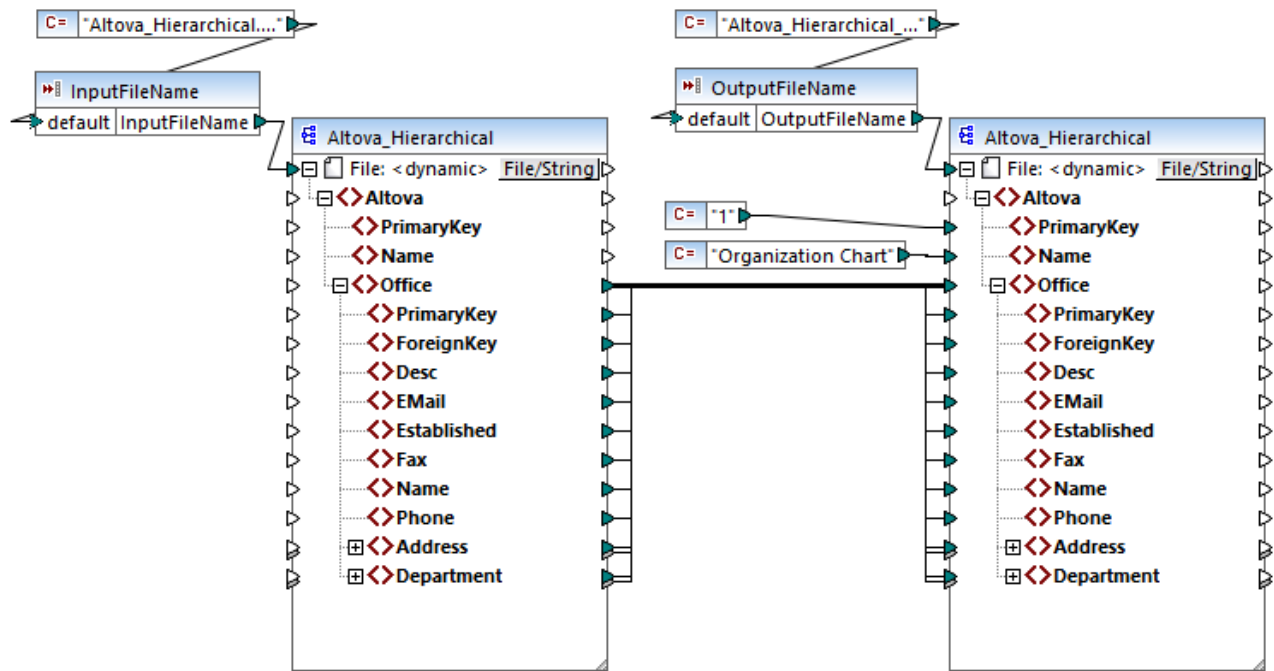 C= "Altova_Hierarchical...."
C= "Altova_Hierarchical_..."
InputFileName
default InputFileName
OutputFileName
default OutputFileName
Altova_Hierarchical
File: <dynamic> File/String
Altova
PrimaryKey
Name
Office
PrimaryKey
ForeignKey
Desc
EMail
Established
Fax
Name
Phone
Address
Department
C= "1"
C= "Organization Chart"
Altova_Hierarchical
File: <dynamic> File/String
Altova
PrimaryKey
Name
Office
PrimaryKey
ForeignKey
Desc
EMail
Established
Fax
Name
Phone
Address
Department